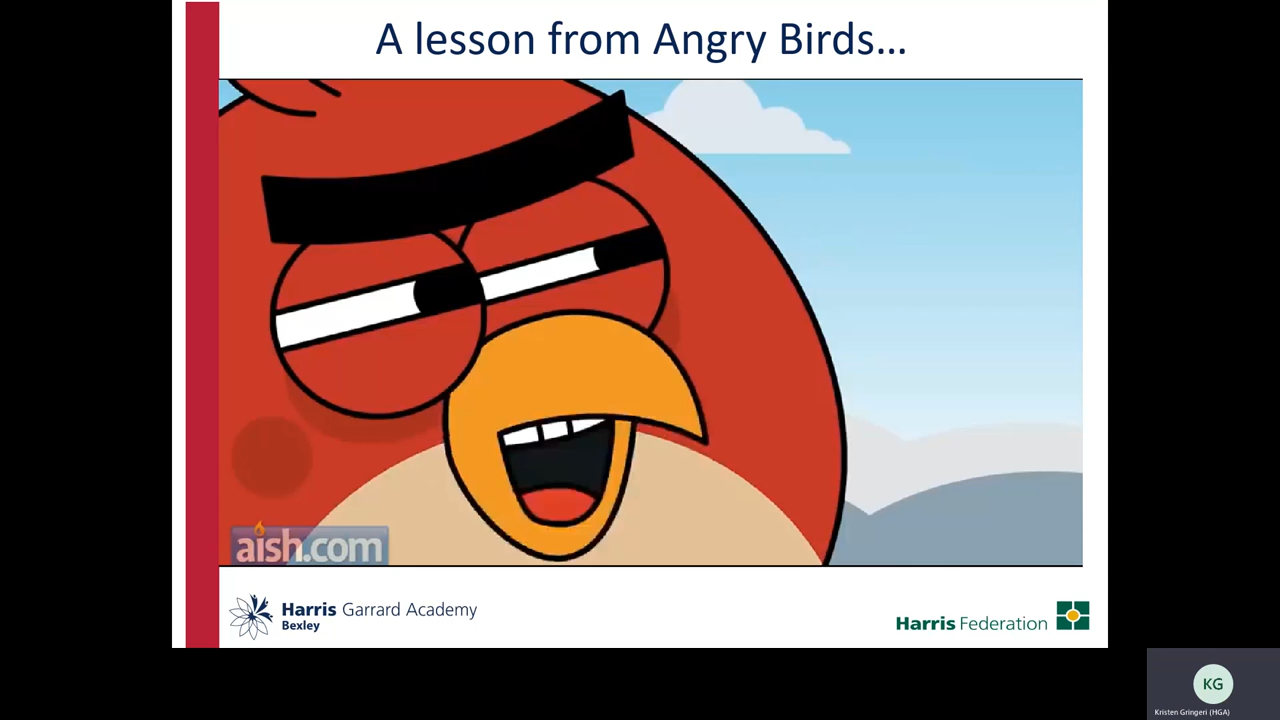 A lesson from Angry Birds...
aish.com
Harris Garrard Academy
Bexley
Harris Federation
KG
Kristen Gringeri (HGA)